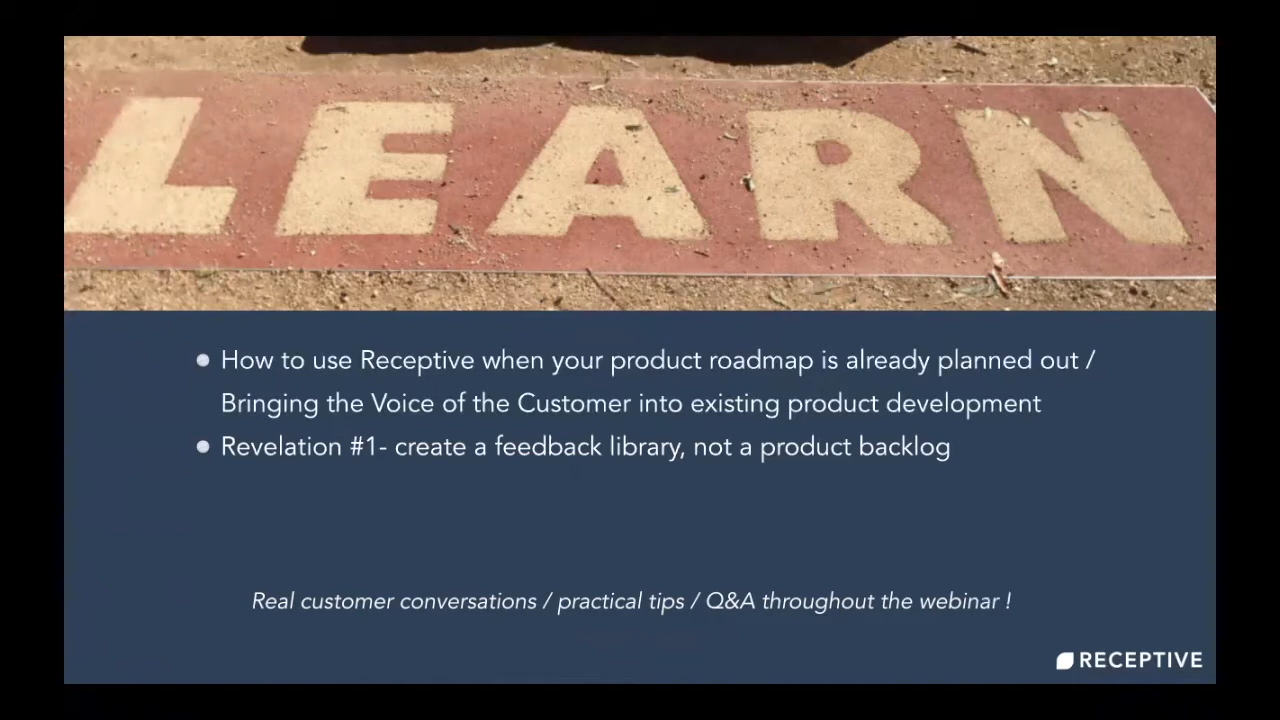 LEARN
How to use Receptive when your product roadmap is already planned out /
Bringing the Voice of the Customer into existing product development
Revelation #1- create a feedback library, not a product backlog
Real customer conversations / practical tips / Q&A throughout the webinar !
RECEPTIVE